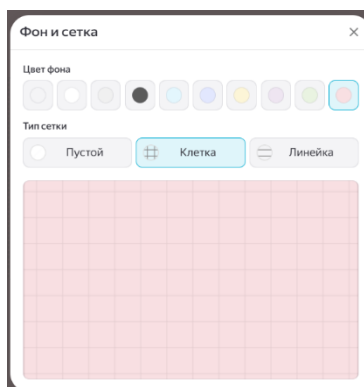 Фон и сетка
Цвет фона
Тип сетки
Пустой Клетка Линейка